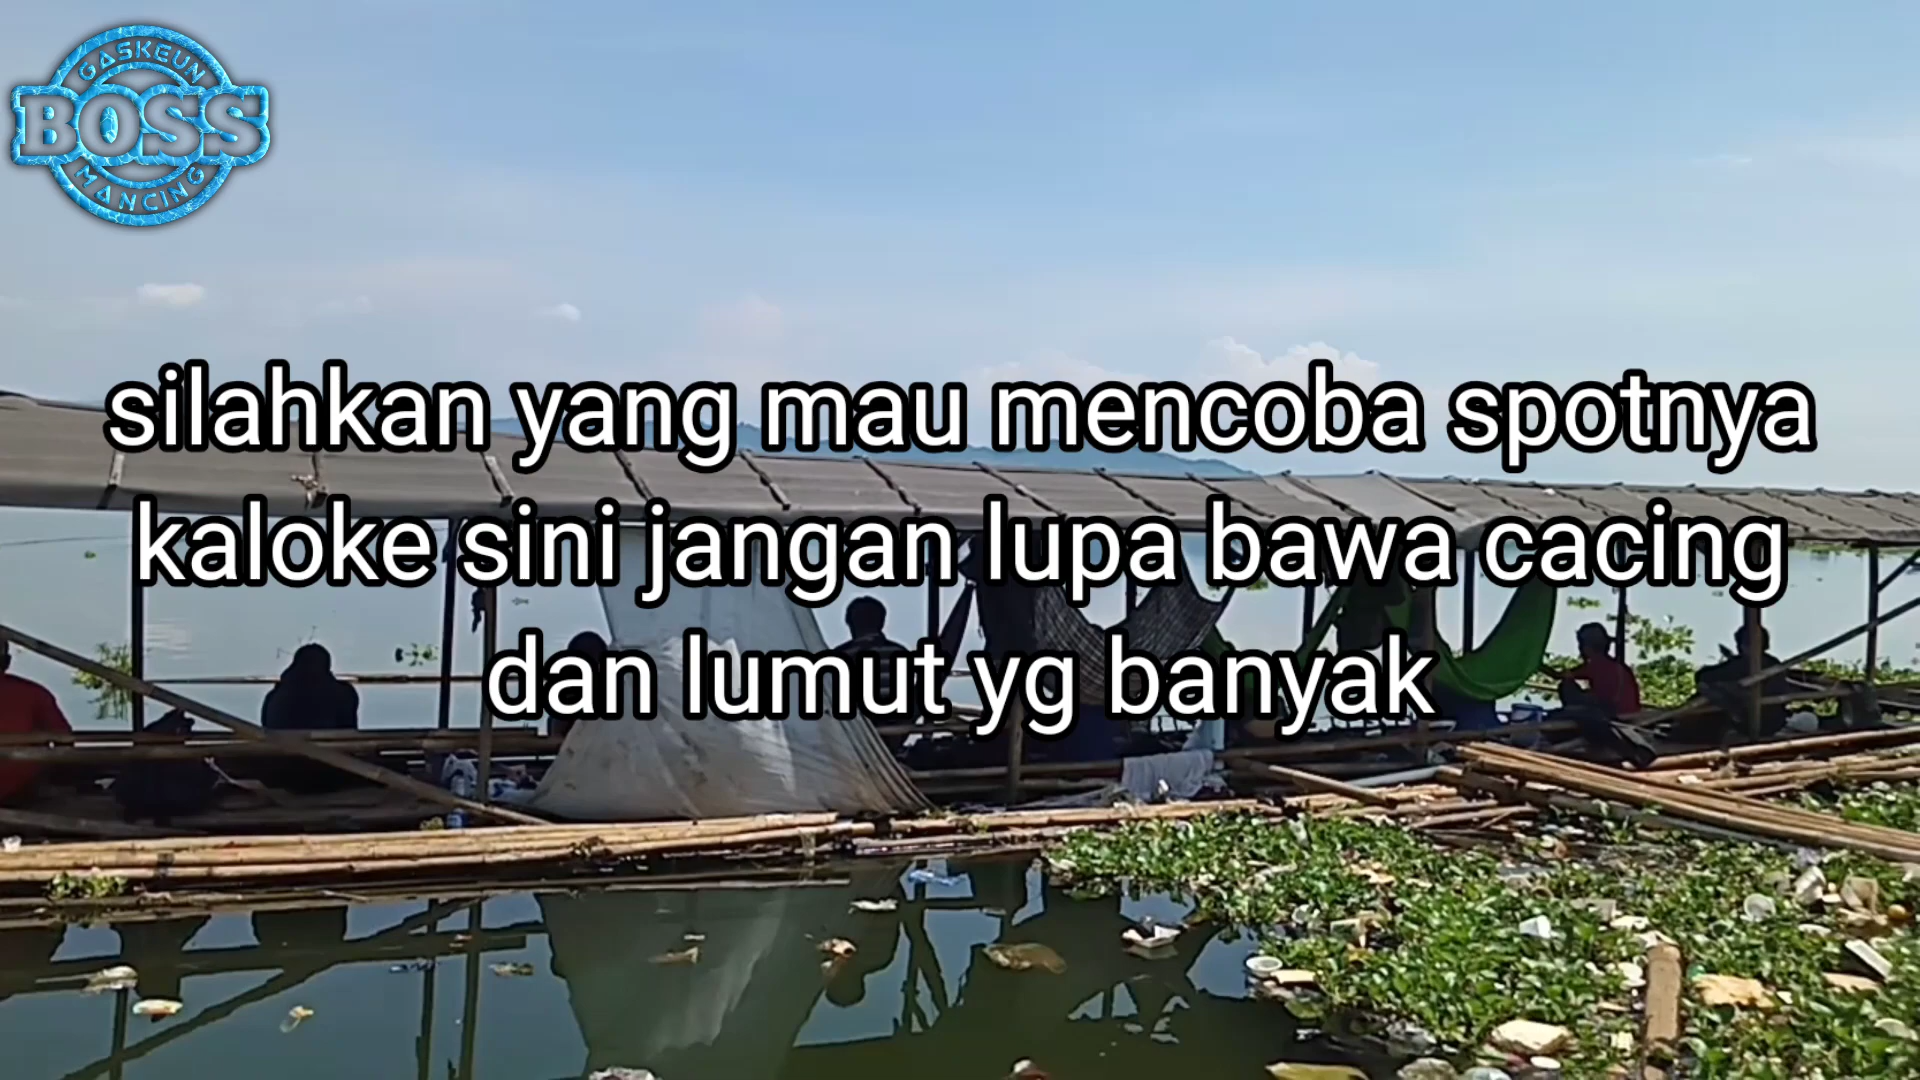 GASKEUN
BOSS
MANCING
silahkan yang mau mencoba spotnya
kaloke sini jangan lupa bawa cacing
dan lumut yg banyak